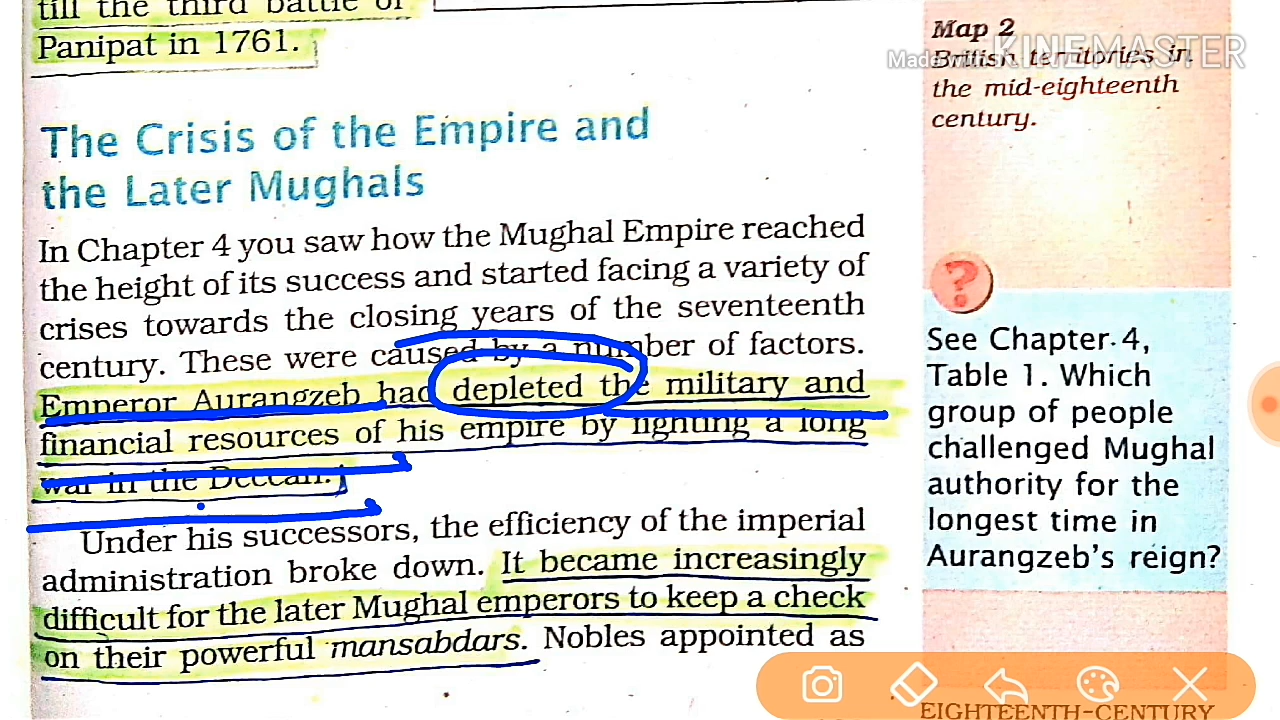 till the third battle of
Panipat in 1761.
The Crisis of the Empire and
the Later Mughals
In Chapter 4 you saw how the Mughal Empire reached
the height of its success and started facing a variety of
crises towards the closing years of the seventeenth
century. These were caused by a number of factors.
Emperor Aurangzeb had depleted the military and
financial resources of his empire by fighting a long
war in the Deccan.
Under his successors, the efficiency of the imperial
administration broke down. It became increasingly
difficult for the later Mughal emperors to keep a check
on their powerful mansabdars. Nobles appointed as
Map 2
British territories in
the mid-eighteenth
century.
Made KINEMASTER
?
See Chapter 4,
Table 1. Which
group of people
challenged Mughal
authority for the
longest time in
Aurangzeb's reign?
EIGHTEENTH-CENTURY